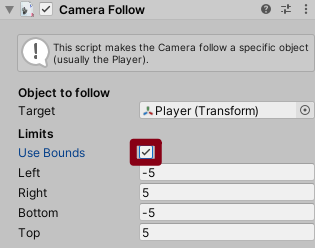 Camera Follow
This script makes the Camera follow a specific object
(usually the Player).
Object to follow
Target Player (Transform)
Limits
Use Bounds
Left -5
Right 5
Bottom -5
Top 5